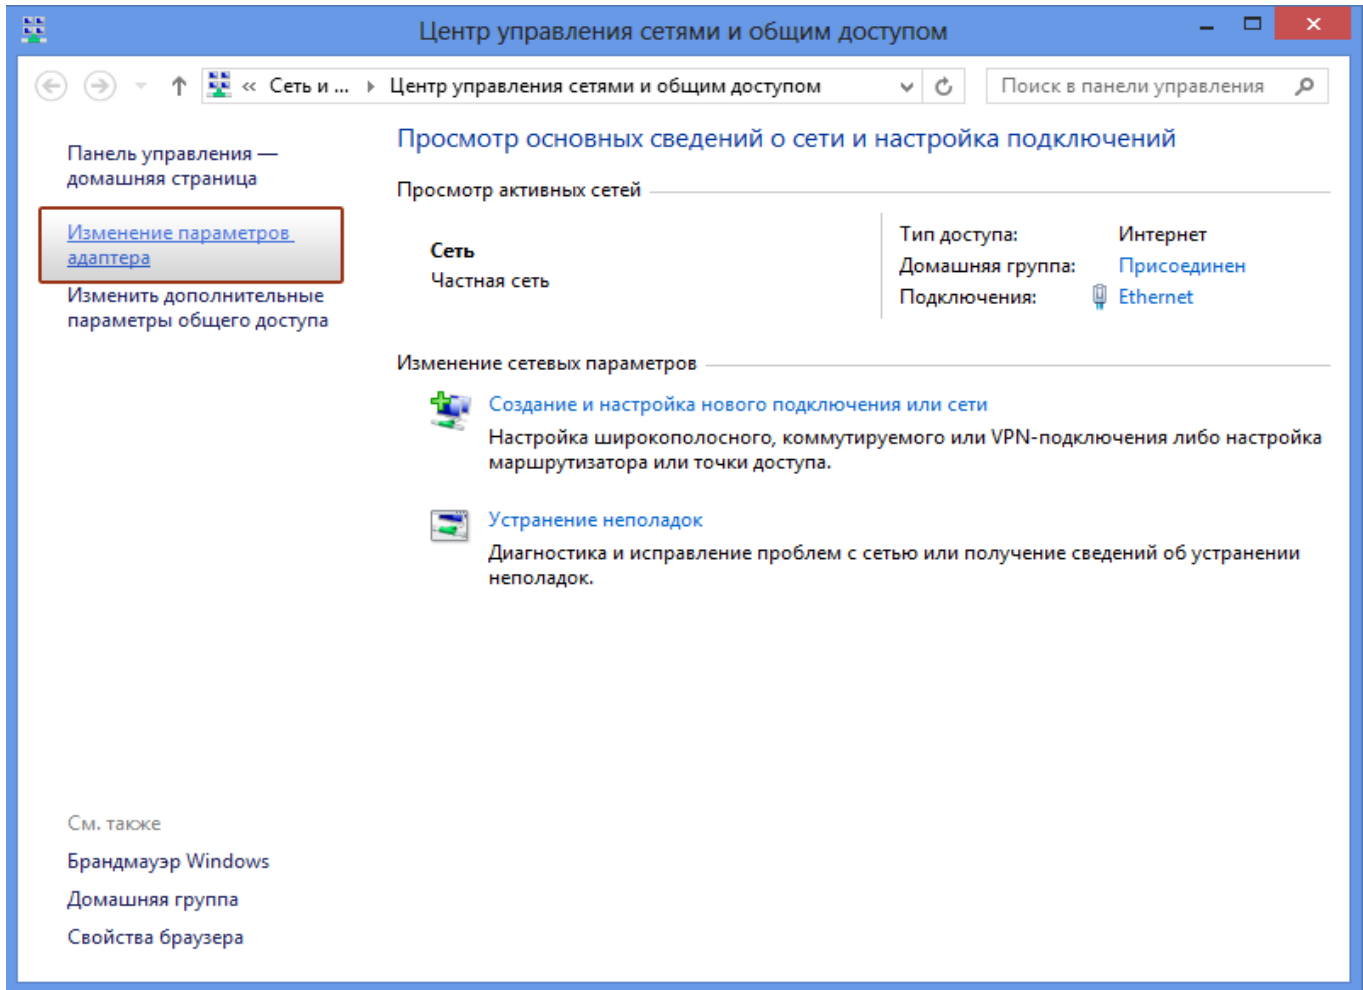 Центр управления сетями и общим доступом
« Сеть и ... Центр управления сетями и общим доступом
Поиск в панели управления
Панель управления —
домашняя страница
Изменение параметров
адаптера
Изменить дополнительные
параметры общего доступа
Просмотр основных сведений о сети и настройка подключений
Просмотр активных сетей
Сеть
Частная сеть
Тип доступа: Интернет
Домашняя группа: Присоединен
Подключения: Ethernet
Изменение сетевых параметров
Создание и настройка нового подключения или сети
Настройка широкополосного, коммутируемого или VPN-подключения либо настройка
маршрутизатора или точки доступа.
Устранение неполадок
Диагностика и исправление проблем с сетью или получение сведений об устранении
неполадок.
См. также
Брандмауэр Windows
Домашняя группа
Свойства браузера